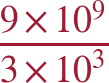 9 × 10⁹
3 × 10³